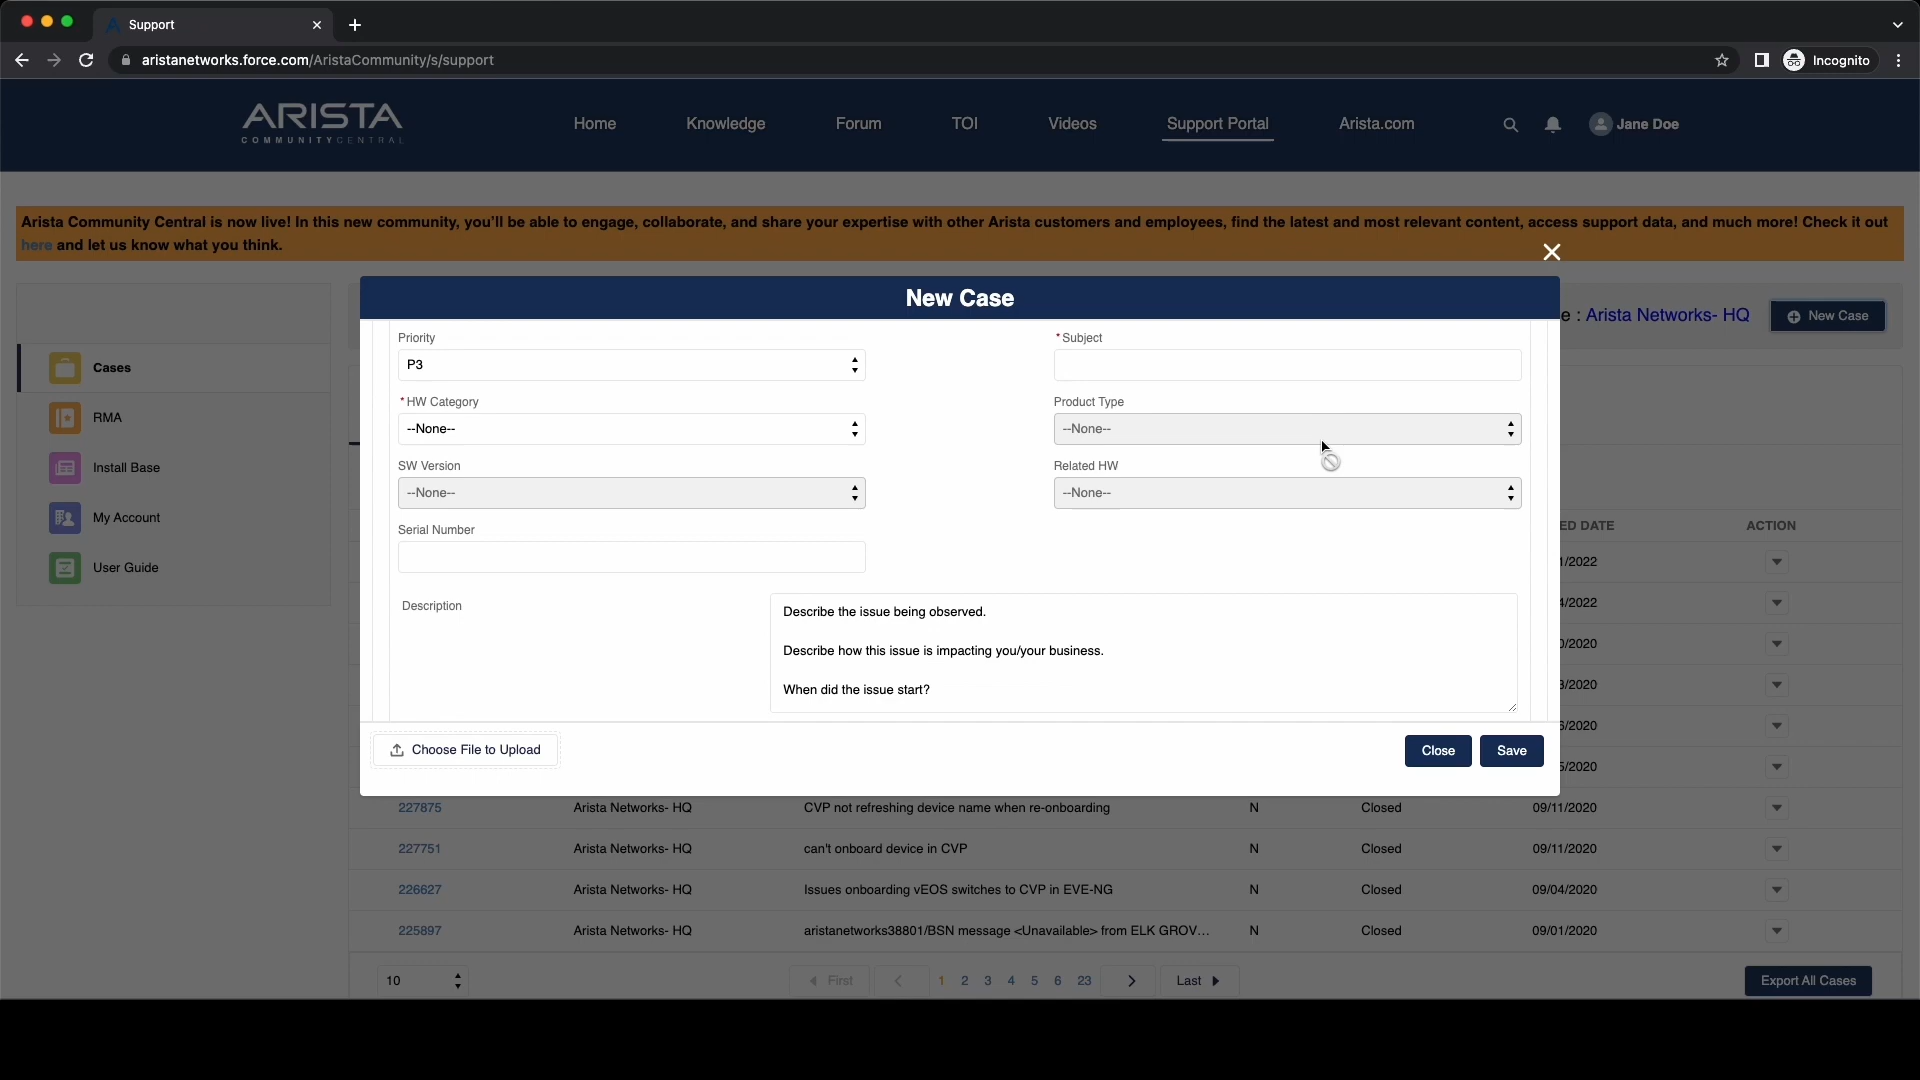 Support
aristanetworks.force.com/AristaCommunity/s/support
Incognito
ARISTA
COMMUNITYCENTRAL
Home
Knowledge
Forum
TOI
Videos
Support Portal
Arista.com
Jane Doe
Arista Community Central is now live! In this new community, you'll be able to engage, collaborate, and share your expertise with other Arista customers and employees, find the latest and most relevant content, access support data, and much more! Check it out
here and let us know what you think.
New Case
e : Arista Networks- HQ
New Case
Cases
RMA
Install Base
My Account
User Guide
Priority
*Subject
P3
*HW Category
Product Type
--None--
--None--
SW Version
Related HW
--None--
--None--
Serial Number
Description
Describe the issue being observed.
Describe how this issue is impacting you/your business.
When did the issue start?
Choose File to Upload
Close
Save
ED DATE
ACTION
1/2022
4/2022
0/2020
8/2020
6/2020
5/2020
227875 Arista Networks- HQ CVP not refreshing device name when re-onboarding N Closed 09/11/2020
227751 Arista Networks- HQ can't onboard device in CVP N Closed 09/11/2020
226627 Arista Networks- HQ Issues onboarding vEOS switches to CVP in EVE-NG N Closed 09/04/2020
225897 Arista Networks- HQ aristanetworks38801/BSN message <Unavailable> from ELK GROV... N Closed 09/01/2020
10
First
1 2 3 4 5 6 23
Last
Export All Cases